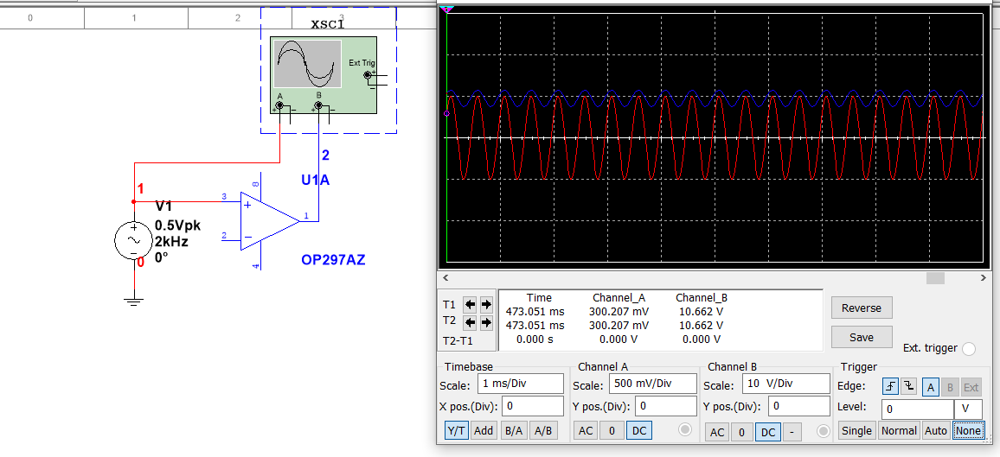 0 1 2 3
XSC1
Ext Trig
+
−
A B
+ − + −
2
U1A
1
8
3
V1
+
1
0.5Vpk
2kHz
0°
+
−
2
−
0
4
OP297AZ
< >
Time Channel_A Channel_B
T1 473.051 ms 300.207 mV 10.662 V
T2 473.051 ms 300.207 mV 10.662 V
T2-T1 0.000 s 0.000 V 0.000 V
Reverse
Save
Ext. trigger
Timebase
Scale: 1 ms/Div
X pos.(Div): 0
Y/T Add B/A A/B
Channel A
Scale: 500 mV/Div
Y pos.(Div): 0
AC 0 DC
Channel B
Scale: 10 V/Div
Y pos.(Div): 0
AC 0 DC -
Trigger
Edge: A B Ext
Level: 0 V
Single Normal Auto None